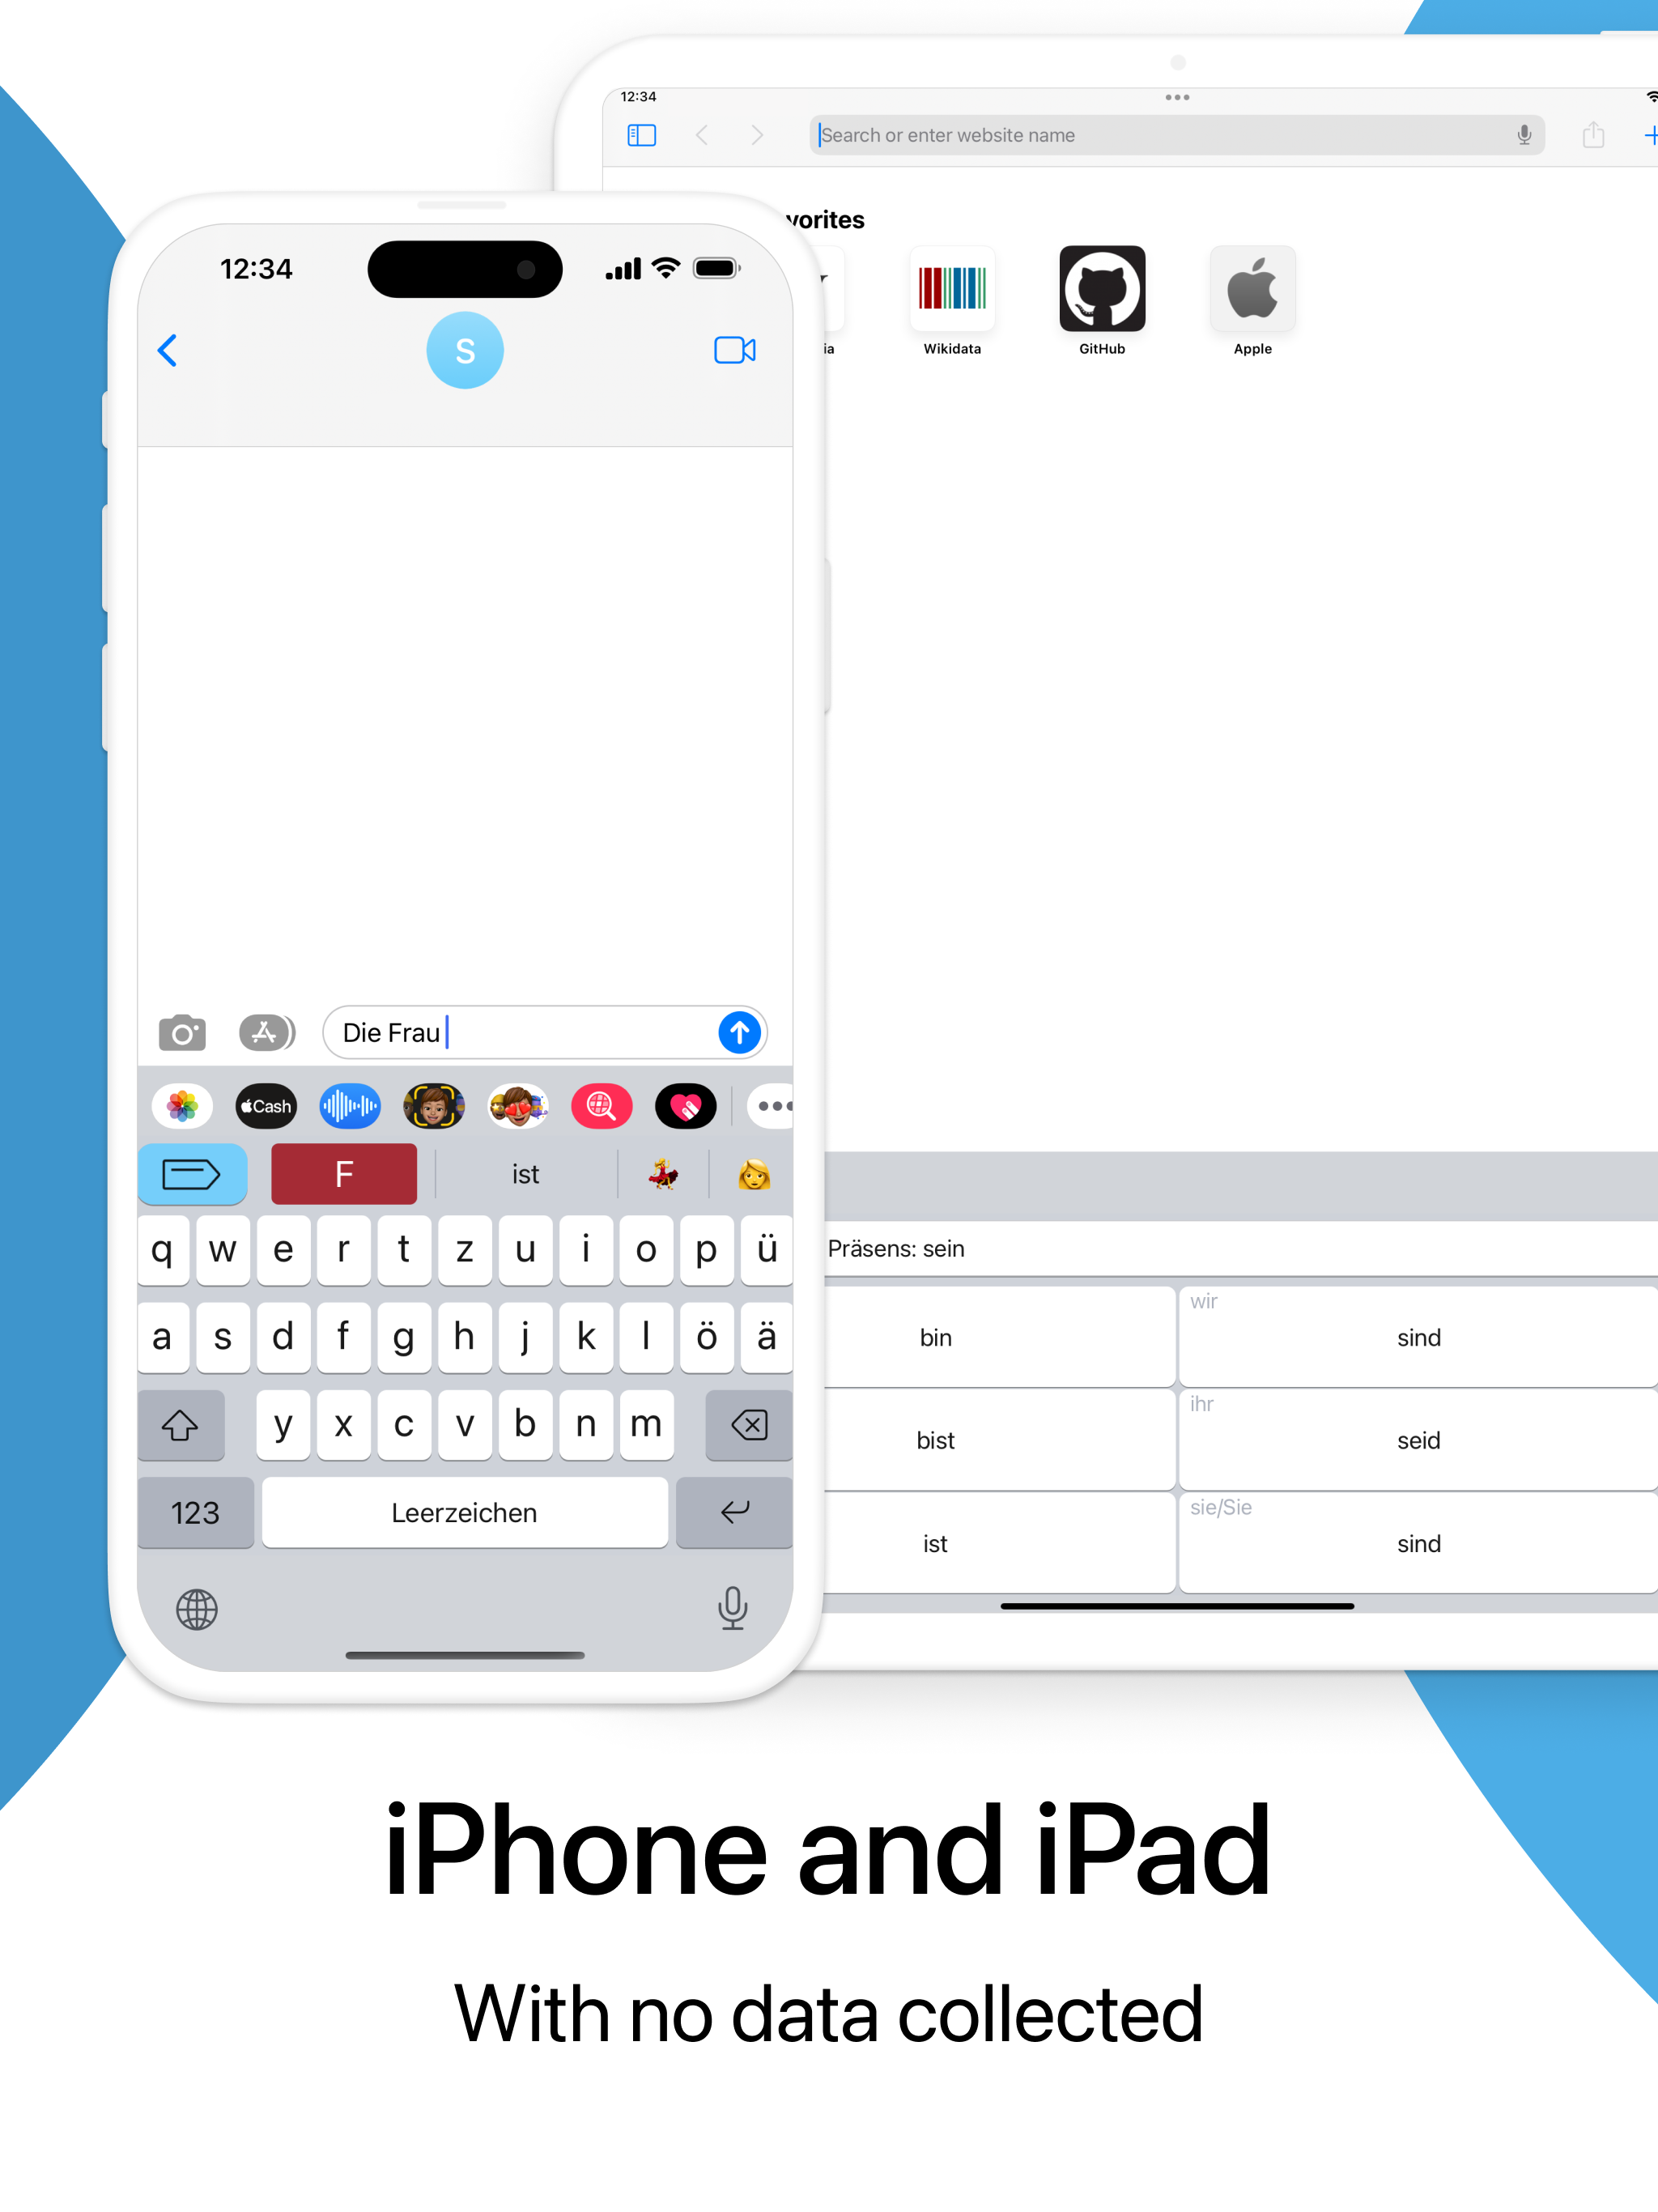 12:34
Search or enter website name
vorites
ia
Wikidata
GitHub
Apple
12:34
S
Die Frau
Cash
F
ist
q w e r t z u i o p ü
a s d f g h j k l ö ä
y x c v b n m
123
Leerzeichen
Präsens: sein
bin
wir
sind
bist
ihr
seid
ist
sie/Sie
sind
iPhone and iPad
With no data collected